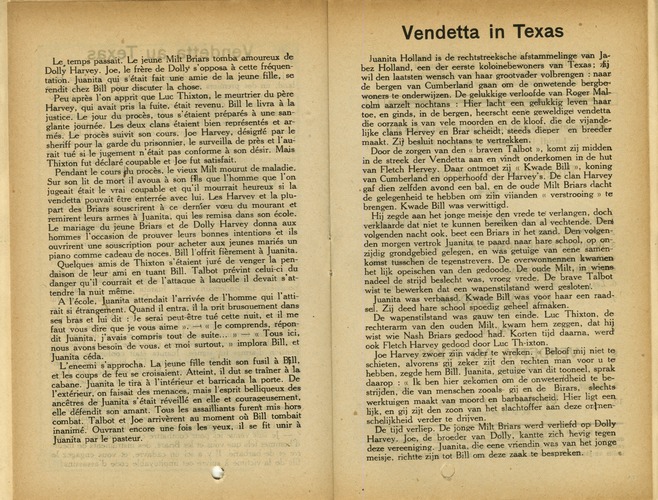 Le temps passait. Le jeune Milt Briars tomba amoureux de
Dolly Harvey. Joe, le frère de Dolly s'opposa à cette fréquen-
tation. Juanita qui s'était fait une amie de la jeune fille, se
rendit chez Bill pour discuter la chose.
Peu après l'on apprit que Luc Thixton, le meurtrier du père
Harvey, qui avait pris la fuite, était revenu. Bill le livra à la
justice. Le jour du procès, tous s'étaient préparés à une san-
glante journée. Les deux clans étaient bien représentés et ar-
més. Le procès suivit son cours. Joe Harvey, désigné par le
sheriff pour la garde du prisonnier, le surveilla de près et l'au-
rait tué si le jugement n'était pas conforme à son désir. Mais
Thixton fut déclaré coupable et Joe fut satisfait.
Pendant le cours du procès, le vieux Milt mourut de maladie.
Sur son lit de mort il avoua à son fils que l'homme que l'on
jugeait était le vrai coupable et qu'il mourrait heureux si la
vendetta pouvait être enterrée avec lui. Les Harvey et la plu-
part des Briars souscrirent à ce dernier vœu du mourant et
remirent leurs armes à Juanita, qui les remisa dans son école.
Le mariage du jeune Briars et de Dolly Harvey donna aux
hommes l'occasion de prouver leurs bonnes intentions et ils
ouvrirent une souscription pour acheter aux jeunes mariés un
piano comme cadeau de noces. Bill l'offrit fièrement à Juanita.
Quelques amis de Thixton s'étaient juré de venger la pen-
daison de leur ami en tuant Bill. Talbot prévint celui-ci du
danger qu'il courait et de l'attaque à laquelle il devait s'at-
tendre la nuit même.
A l'école, Juanita attendait l'arrivée de l'homme qui l'atti-
rait si étrangement. Quand il entra, il la prit brusquement dans
ses bras et lui dit : Je serai peut-être tué cette nuit, et il me
faut vous dire que je vous aime ». — « Je comprends, répon-
dit Juanita, j'avais compris tout de suite... » — « Tous ici,
nous avons besoin de vous, et moi surtout, » implora Bill, et
Juanita céda.
L'ennemi s'approcha. La jeune fille tendit son fusil à Bill,
et les coups de feu se croisaient. Atteint, il dut se traîner à la
cabane. Juanita le tira à l'intérieur et barricada la porte. De
l'extérieur, on faisait des menaces, mais l'esprit belliqueux des
ancêtres de Juanita s'était réveillé en elle et courageusement,
elle défendit son amant. Tous les assaillants furent mis hors
combat. Talbot et Joe arrivèrent au moment où Bill tombait
inanimé. Ouvrant encore une fois les yeux, il se fit unir à
Juanita par le pasteur.
Vendetta in Texas
Juanita Holland is de rechtstreeksche afstammelinge van Ja-
bez Holland, een der eerste kolonebewoners van Texas; zij
wil den laatsten wensch van haar grootvader volbrengen : naar
de bergen van Cumberland gaan om de onwetende bergbe-
woners te onderwijzen. De gelukkige verloofde van Roger Mal-
colm aarzelt nochtans : Hier lacht een gelukkig leven haar
toe, en ginds, in de bergen, heerscht eene geweldige vendetta
die oorzaak is van vele moorden en de kloof, die de vijande-
lijke clans Hervey en Briar scheidt, steeds dieper en breeder
maakt. Zij besluit nochtans te vertrekken.
Door de zorgen van den « braven Talbot », komt zij midden
in de streek der Vendetta aan en vindt onderkomen in de hut
van Fletch Hervey. Daar ontmoet zij « Kwade Bill », koning
van Cumberland en opperhoofd der Harvey's. De clan Harvey
gaf dien zelfden avond een bal, en de oude Milt Briars dacht
de gelegenheid te hebben om zijn vijanden « verstrooing » te
brengen. Kwade Bill was verwittigd.
Hij zegde aan het jonge meisje den vrede te verlangen, doch
verklaarde dat niet te kunnen bereiken dan al vechtende. Den
volgenden nacht ook, beet een Briars in het zand. Den volgen-
den morgen vertrok Juanita te paard naar bare school, op on-
zijdig grondgebied gelegen, en was getuige van eene samen-
komst tusschen de tegenstrevers. De overwonnenen kwamen
het lijk opeischen van den gedoode. De oude Milt, in wiens
nadeel de strijd beslecht was, vroeg vrede. De brave Talbot
wist te bewerken dat een wapenstilstand werd gesloten.
Juanita was verbaasd. Kwade Bill was voor haar een raad-
sel. Zij deed hare school spoedig geheel afmaken.
De wapenstilstand was gauw ten einde. Luc Thixton, de
rechterarm van den ouden Milt, kwam hem zeggen, dat hij
wist wie Nash Briars gedood had. Korten tijd daarna, werd
ook Fletch Harvey gedood door Luc Thixton.
Joe Harvey zwoer zijn vader te wreken. « Beloof mij niet te
schieten, alvorens gij zeker zijt den rechten man voor u te
hebben, zegde hem Bill. Juanita, getuige van dit tooneel, sprak
daarop : « Ik ben hier gekomen om de onwetendheid te be-
strijden, die van menschen zooals gij en de Birars, slechts
werktuigen maakt van moord en barbaarscheid. Hier ligt een
lijk, en gij zijt den zoon van het slachtoffer aan deze onmen-
schelijkheid verder te drijven.
De tijd verliep. De jonge Milt Briars werd verliefd op Dolly
Harvey. Joe, de broeder van Dolly, kantte zich hevig tegen
deze vereeniging. Juanita, die eene vriendin was van het jonge
meisje, richtte zijn tot Bill om deze zaak te bespreken.